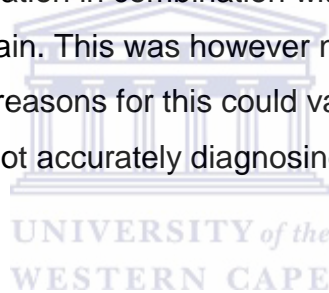 ation in combination wi
ain. This was however r
reasons for this could va
ot accurately diagnosing
UNIVERSITY of the
WESTERN CAPE